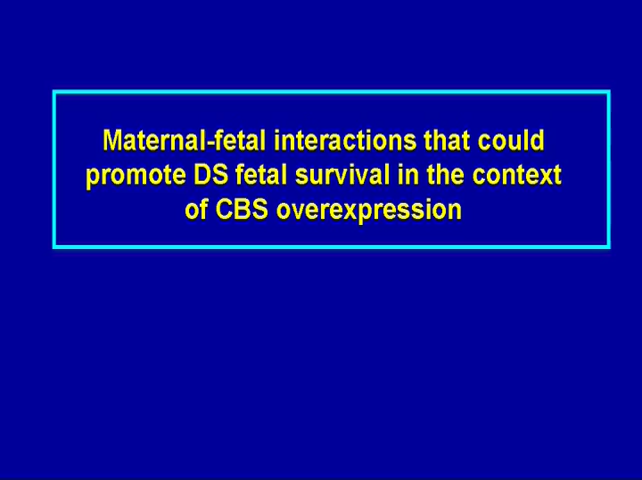 Maternal-fetal interactions that could
promote DS fetal survival in the context
of CBS overexpression